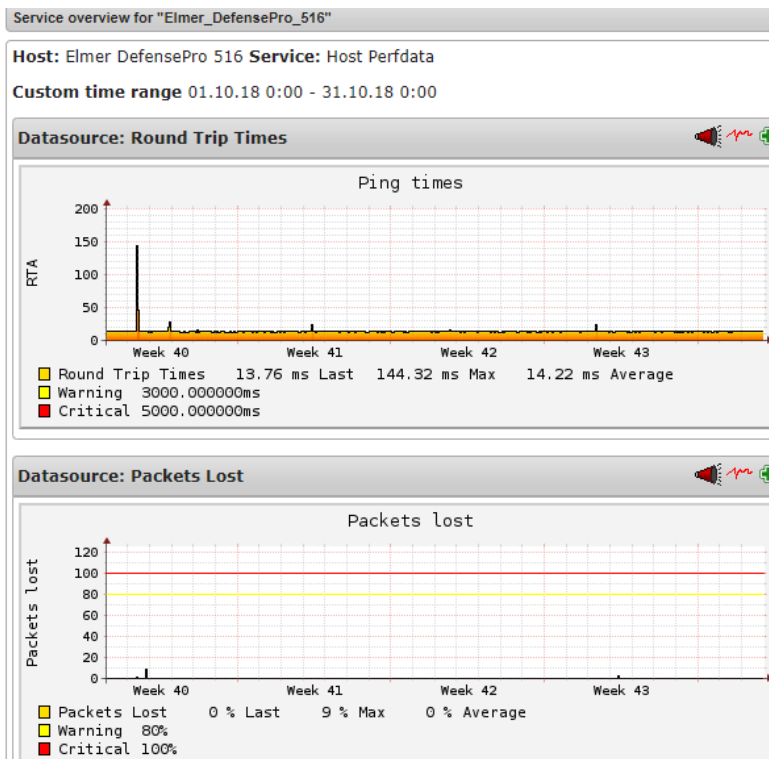 Service overview for "Elmer_DefensePro_516"
Host: Elmer DefensePro 516 Service: Host Perfdata
Custom time range 01.10.18 0:00 - 31.10.18 0:00
Datasource: Round Trip Times
Ping times
RTA
200
150
100
50
0
Week 40 Week 41 Week 42 Week 43
Round Trip Times 13.76 ms Last 144.32 ms Max 14.22 ms Average
Warning 3000.000000ms
Critical 5000.000000ms
Datasource: Packets Lost
Packets lost
Packets lost
120
100
80
60
40
20
0
Week 40 Week 41 Week 42 Week 43
Packets Lost 0 % Last 9 % Max 0 % Average
Warning 80%
Critical 100%